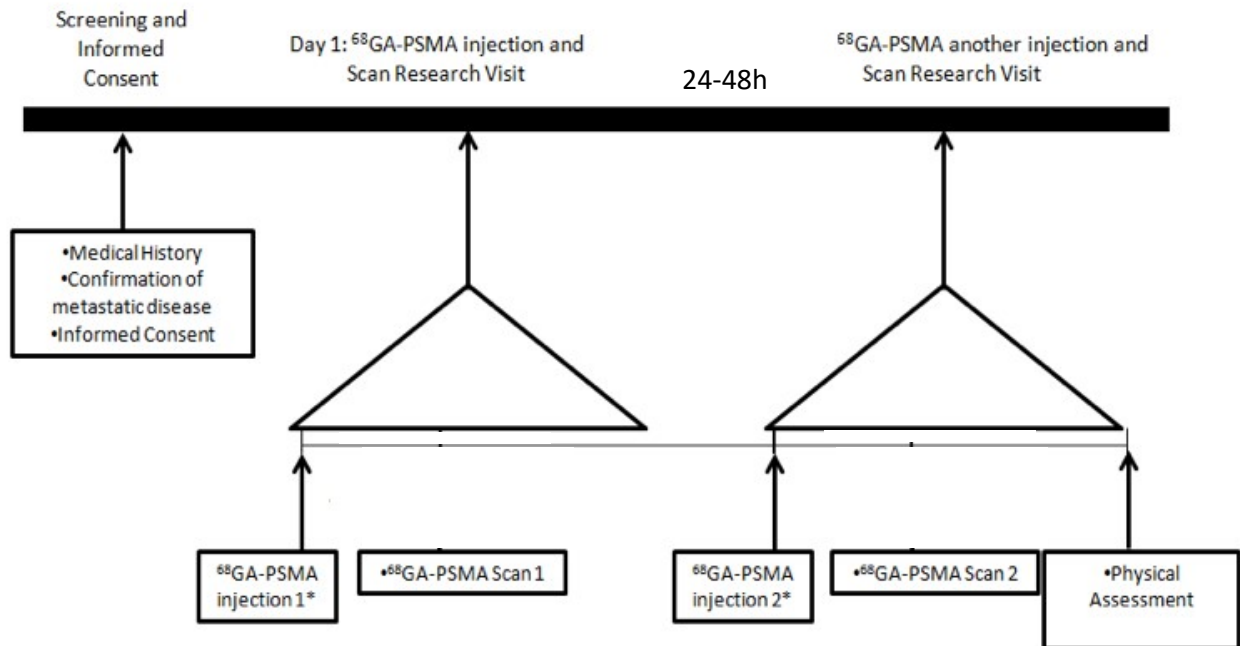 Screening and
Informed
Consent
Day 1: ⁶⁸GA-PSMA injection and
Scan Research Visit
24-48h
⁶⁸GA-PSMA another injection and
Scan Research Visit
•Medical History
•Confirmation of
metastatic disease
•Informed Consent
⁶⁸GA-PSMA
injection 1*
•⁶⁸GA-PSMA Scan 1
⁶⁸GA-PSMA
injection 2*
•⁶⁸GA-PSMA Scan 2
•Physical
Assessment